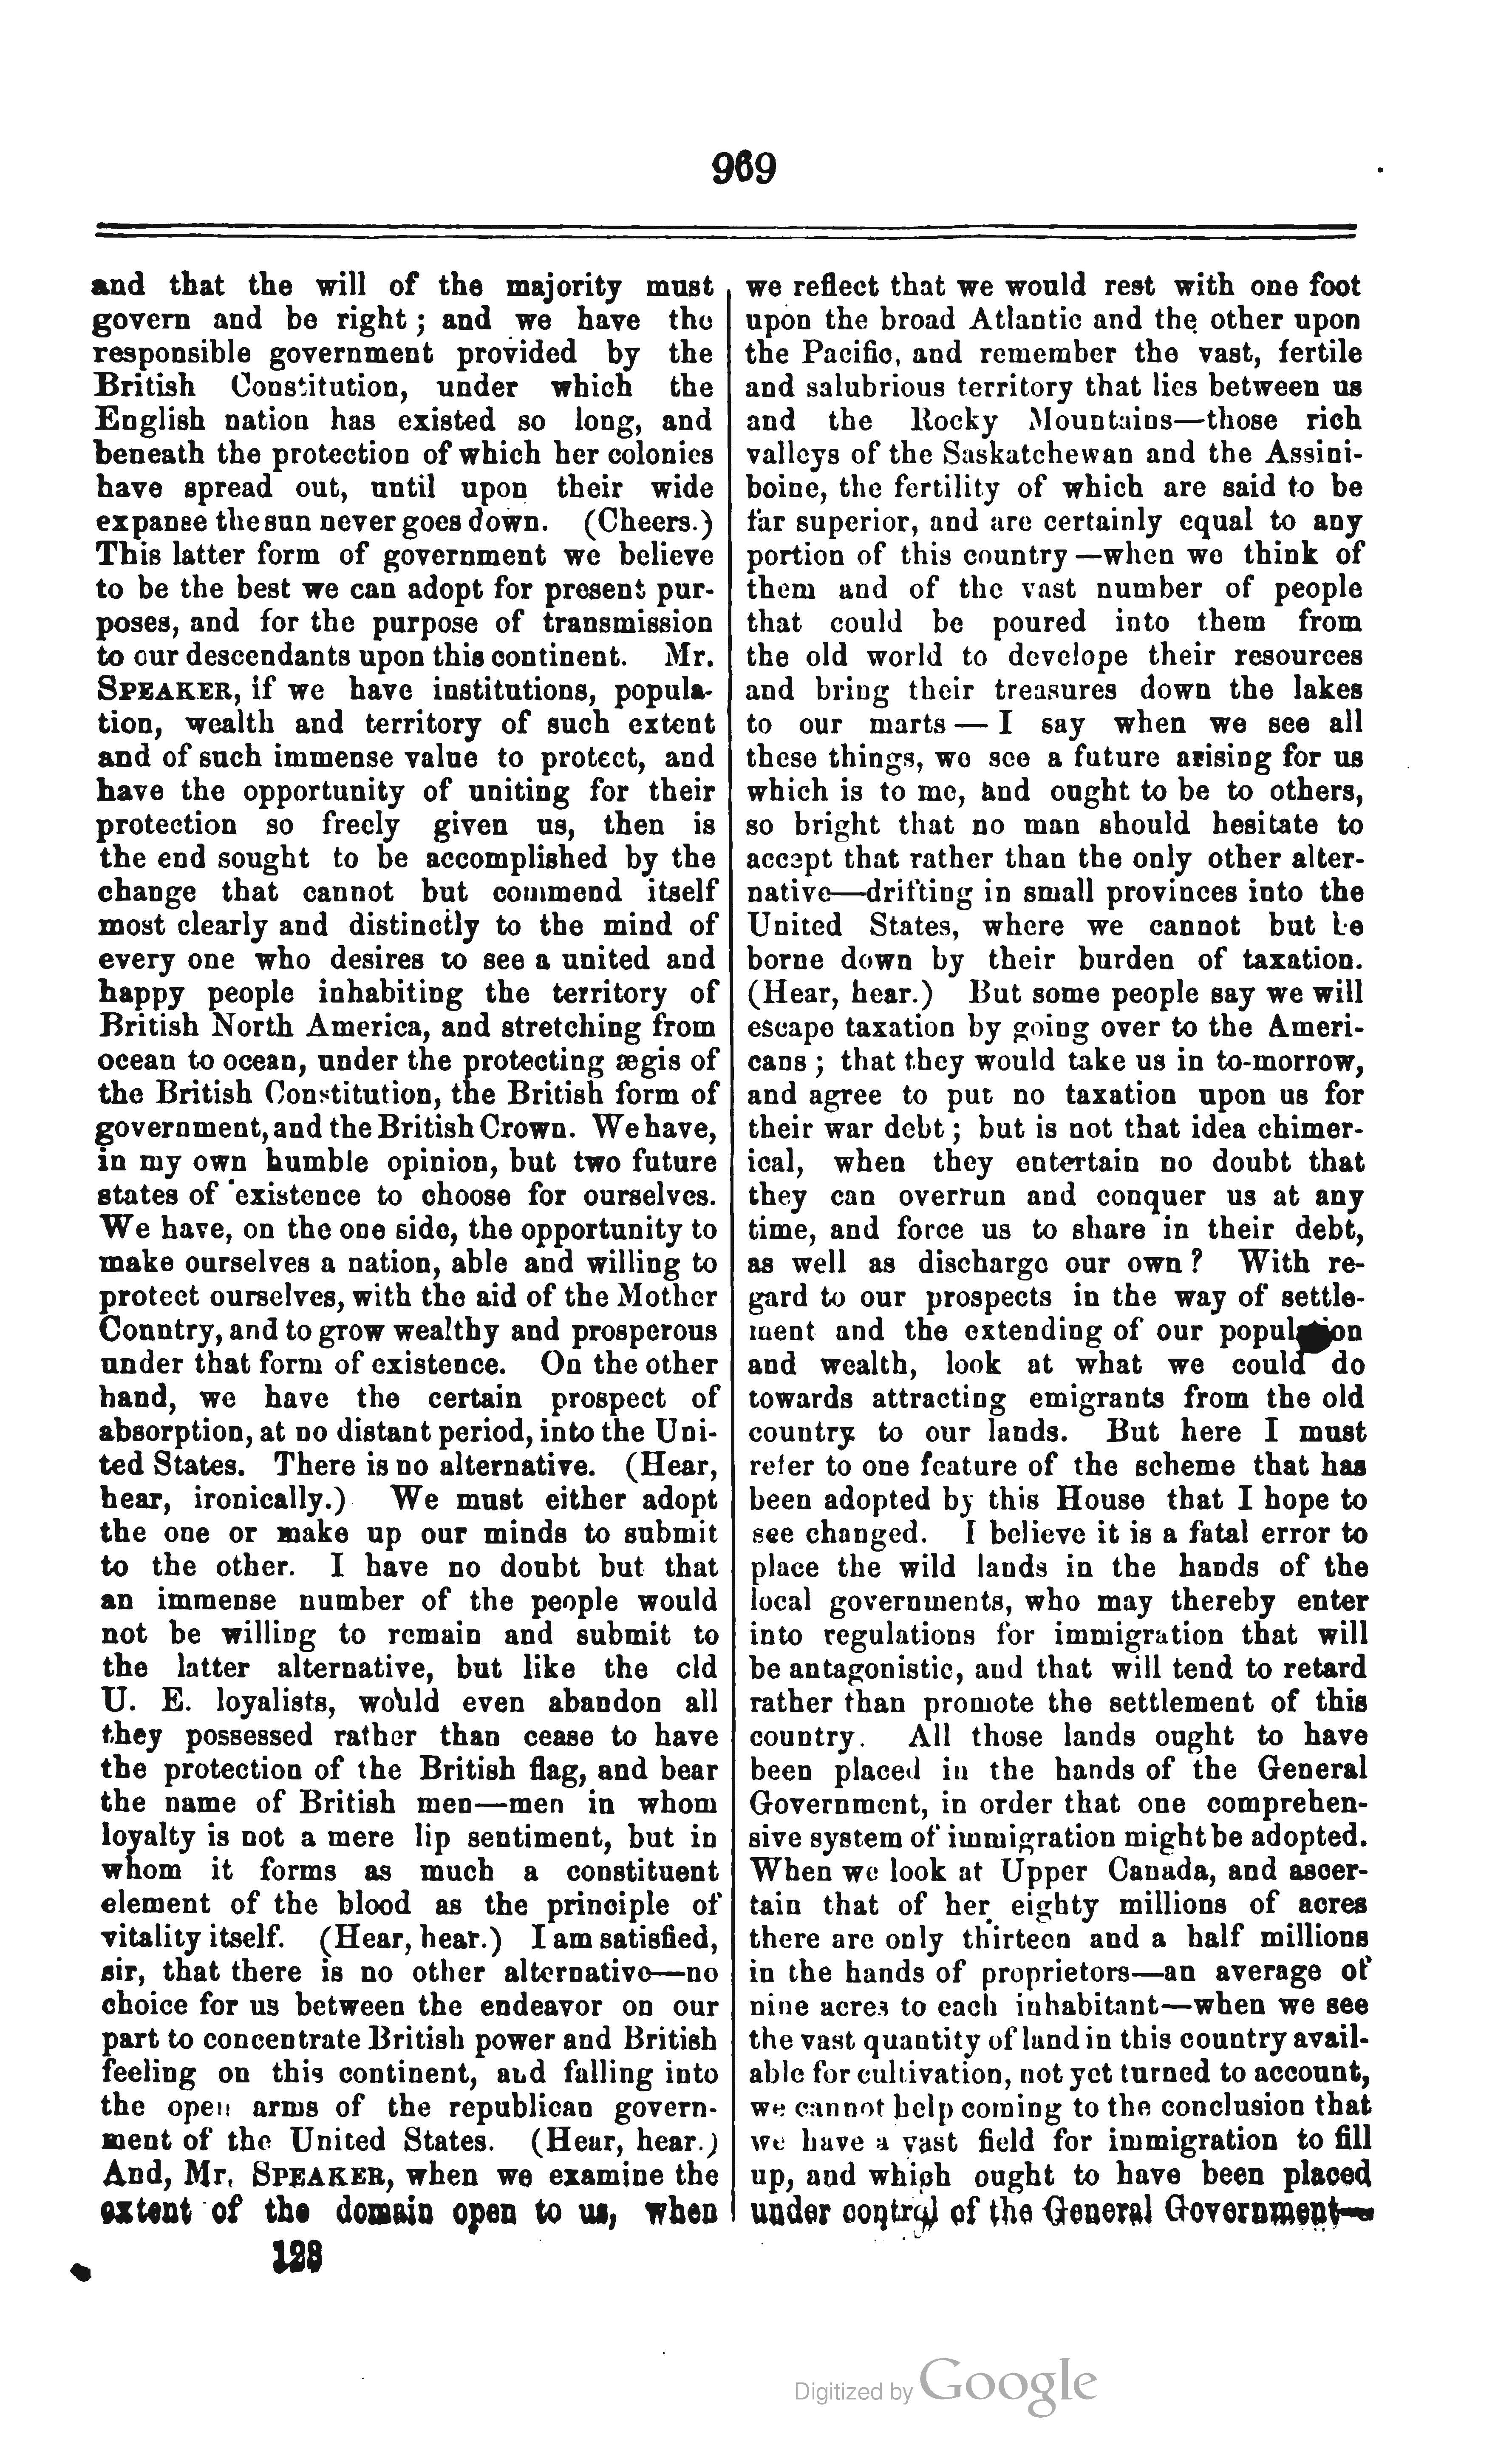 969
and that the will of the majority must
govern and be right ; and we have the
responsible government provided by the
British Constitution, under which the
English nation has existed so long, and
beneath the protection of which her colonies
have spread out, until upon their wide
expanse the sun never goes down. (Cheers.)
This latter form of government we believe
to be the best we can adopt for present pur-
poses, and for the purpose of transmission
to our descendants upon this continent. Mr.
SPEAKER, if we have institutions, popula-
tion, wealth and territory of such extent
and of such immense value to protect, and
have the opportunity of uniting for their
protection so freely given us, then is
the end sought to be accomplished by the
change that cannot but commend itself
most clearly and distinctly to the mind of
every one who desires to see a united and
happy people inhabiting the territory of
British North America, and stretching from
ocean to ocean, under the protecting ægis of
the British Constitution, the British form of
government, and the British Crown. We have,
in my own humble opinion, but two future
states of existence to choose for ourselves.
We have, on the one side, the opportunity to
make ourselves a nation, able and willing to
protect ourselves, with the aid of the Mother
Conntry, and to grow wealthy and prosperous
under that form of existence. On the other
hand, we have the certain prospect of
absorption, at no distant period, into the Uni-
ted States. There is no alternative. (Hear,
hear, ironically.) We must either adopt
the one or make up our minds to submit
to the other. I have no doubt but that
an immense number of the people would
not be willing to remain and submit to
the latter alternative, but like the old
U. E. loyalists, would even abandon all
they possessed rather than cease to have
the protection of the British flag, and bear
the name of British men—men in whom
loyalty is not a mere lip sentiment, but in
whom it forms as much a constituent
element of the blood as the principle of
vitality itself. (Hear, hear.) I am satisfied,
sir, that there is no other alternative—no
choice for us between the endeavor on our
part to concentrate British power and British
feeling on this continent, and falling into
the open arms of the republican govern-
ment of the United States. (Hear, hear.)
And, Mr. SPEAKER, when we examine the
extent of the domain open to us, when
128
we reflect that we would rest with one foot
upon the broad Atlantic and the other upon
the Pacific, and remember the vast, fertile
and salubrious territory that lies between us
and the Rocky Mountains—those rich
valleys of the Saskatchewan and the Assini-
boine, the fertility of which are said to be
far superior, and are certainly equal to any
portion of this country—when we think of
them and of the vast number of people
that could be poured into them from
the old world to develope their resources
and bring their treasures down the lakes
to our marts — I say when we see all
these things, we see a future arising for us
which is to me, and ought to be to others,
so bright that no man should hesitate to
accept that rather than the only other alter-
native—drifting in small provinces into the
United States, where we cannot but be
borne down by their burden of taxation.
(Hear, hear.) But some people say we will
escape taxation by going over to the Ameri-
cans ; that they would take us in to-morrow,
and agree to put no taxation upon us for
their war debt ; but is not that idea chimer-
ical, when they entertain no doubt that
they can overrun and conquer us at any
time, and force us to share in their debt,
as well as discharge our own ? With re-
gard to our prospects in the way of settle-
ment and the extending of our population
and wealth, look at what we could do
towards attracting emigrants from the old
country to our lands. But here I must
refer to one feature of the scheme that has
been adopted by this House that I hope to
see changed. I believe it is a fatal error to
place the wild lands in the hands of the
local governments, who may thereby enter
into regulations for immigration that will
be antagonistic, and that will tend to retard
rather than promote the settlement of this
country. All those lands ought to have
been placed in the hands of the General
Government, in order that one comprehen-
sive system of immigration might be adopted.
When we look at Upper Canada, and ascer-
tain that of her eighty millions of acres
there are only thirteen and a half millions
in the hands of proprietors—an average of
nine acres to each inhabitant—when we see
the vast quantity of land in this country avail-
able for cultivation, not yet turned to account,
we cannot help coming to the conclusion that
we have a vast field for immigration to fill
up, and which ought to have been placed
under control of the General Government—
Digitized by Google